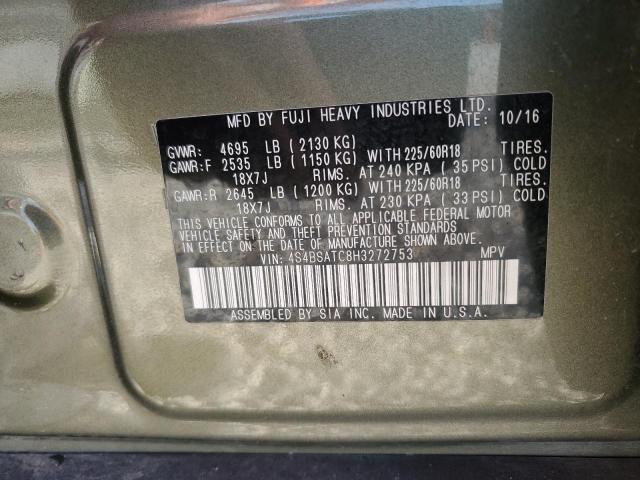 MFD BY FUJI HEAVY INDUSTRIES LTD.
DATE: 10/16
GVWR: 4695 LB (2130 KG)
GAWR:F 2535 LB (1150 KG) WITH 225/60R18 TIRES.
18X7J RIMS. AT 240 KPA (35 PSI) COLD
GAWR:R 2645 LB (1200 KG) WITH 225/60R18 TIRES.
18X7J RIMS. AT 230 KPA (33 PSI) COLD
THIS VEHICLE CONFORMS TO ALL APPLICABLE FEDERAL MOTOR
VEHICLE SAFETY AND THEFT PREVENTION STANDARDS
IN EFFECT ON THE DATE OF MANUFACTURE SHOWN ABOVE.
VIN: 4S4BSATC8H3272753 MPV
ASSEMBLED BY SIA INC. MADE IN U.S.A.